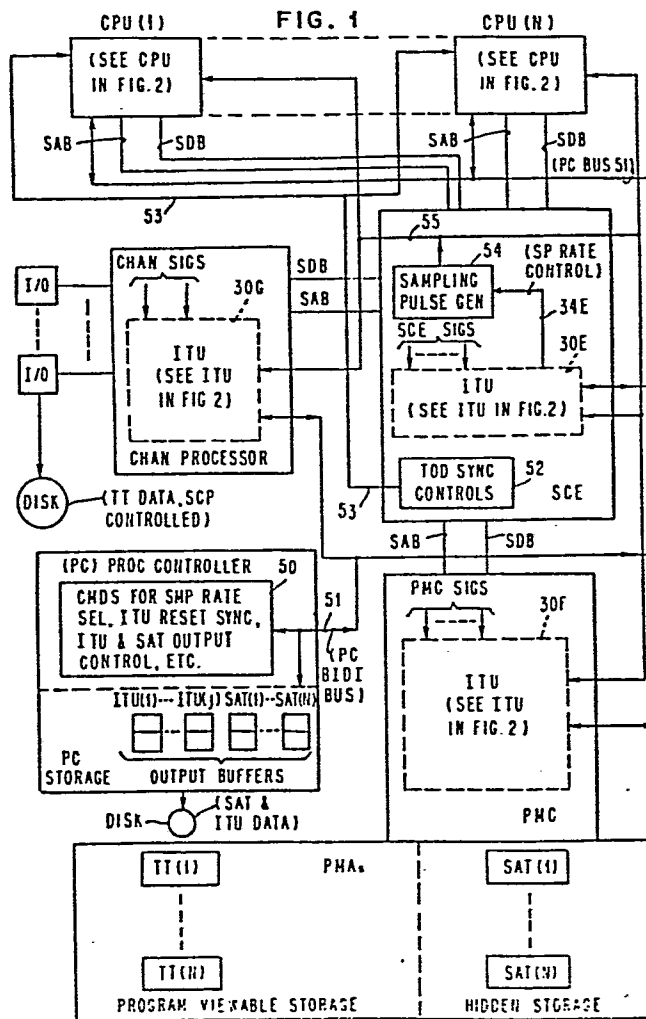 FIG. 1
CPU(1)
CPU(N)
(SEE CPU
IN FIG.2)
(SEE CPU
IN FIG.2)
SAB
SDB
SAB
SDB
(PC BUS 51)
53
55
54
CHAN SIGS
30G
SDB
SAB
SAMPLING
PULSE GEN
(SP RATE
CONTROL)
34E
I/O
I/O
ITU
(SEE ITU
IN FIG 2)
CHAN PROCESSOR
SCE SIGS
30E
ITU
(SEE ITU IN FIG.2)
TOD SYNC
CONTROLS
52
SCE
53
DISK
(TT DATA, SCP
CONTROLLED)
SAB
SDB
(PC) PROC CONTROLLER
50
CMDS FOR SMP RATE
SEL, ITU RESET SYNC,
ITU & SAT OUTPUT
CONTROL, ETC.
51
(PC
BIDI
BUS)
PMC SIGS
30F
ITU
(SEE ITU
IN FIG.2)
PMC
ITU(1)---ITU(j) SAT(1)--SAT(N)
PC
STORAGE
OUTPUT BUFFERS
DISK
(SAT &
ITU DATA)
TT(1)
PMAs
SAT(1)
TT(N)
SAT(N)
PROGRAM VIEWABLE STORAGE
HIDDEN STORAGE